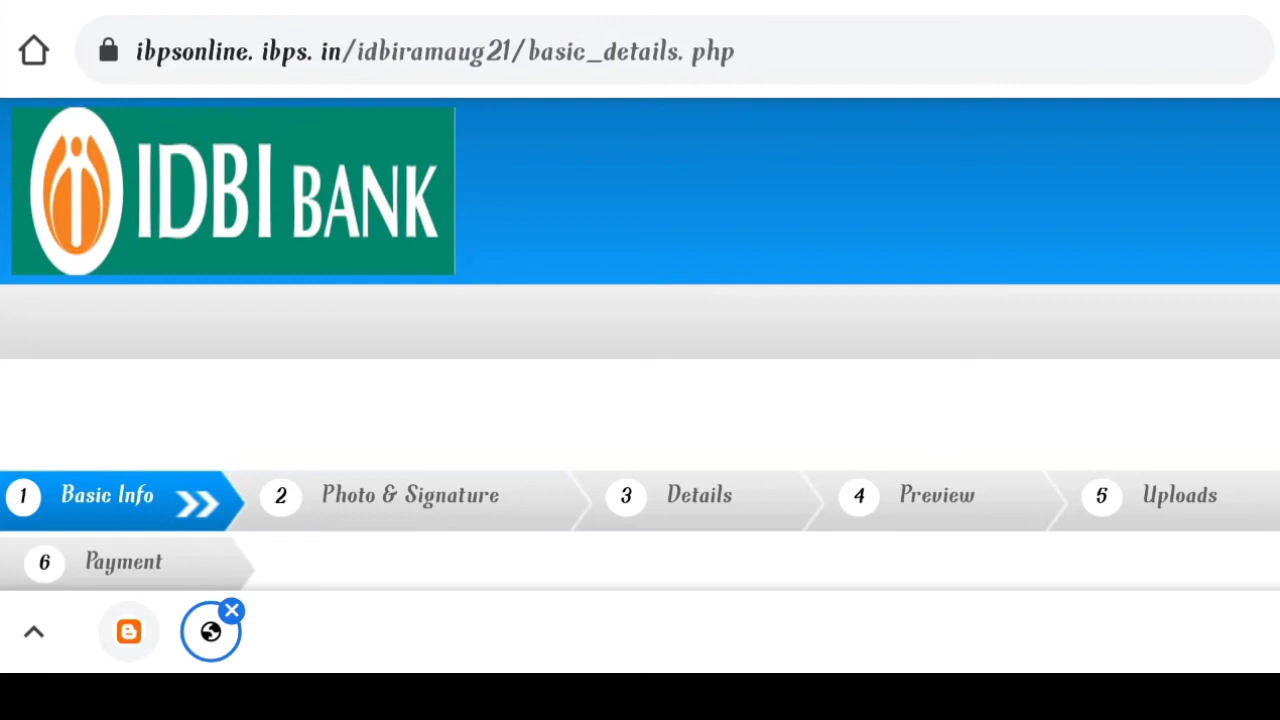 ibpsonline. ibps. in/idbiramaug21/basic_details. php
IDBI BANK
1 Basic Info 2 Photo & Signature 3 Details 4 Preview 5 Uploads
6 Payment